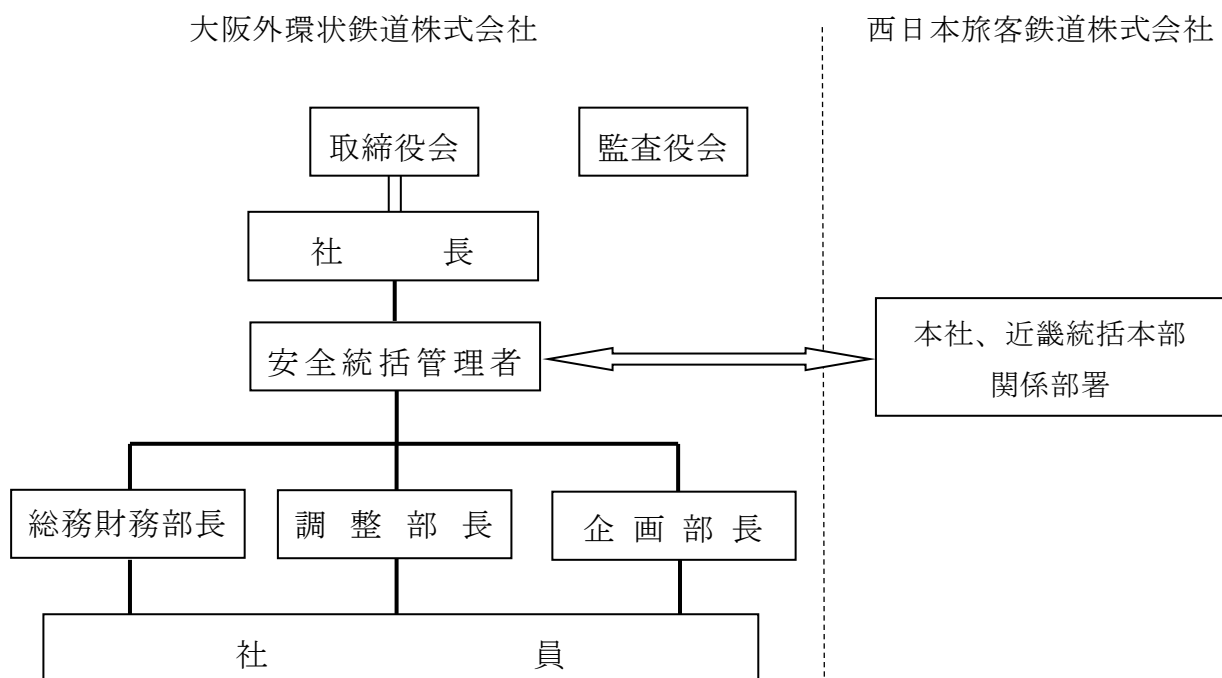 大阪外環状鉄道株式会社
西日本旅客鉄道株式会社
取締役会
監査役会
社長
安全統括管理者
本社、近畿統括本部
関係部署
総務財務部長
調整部長
企画部長
社員